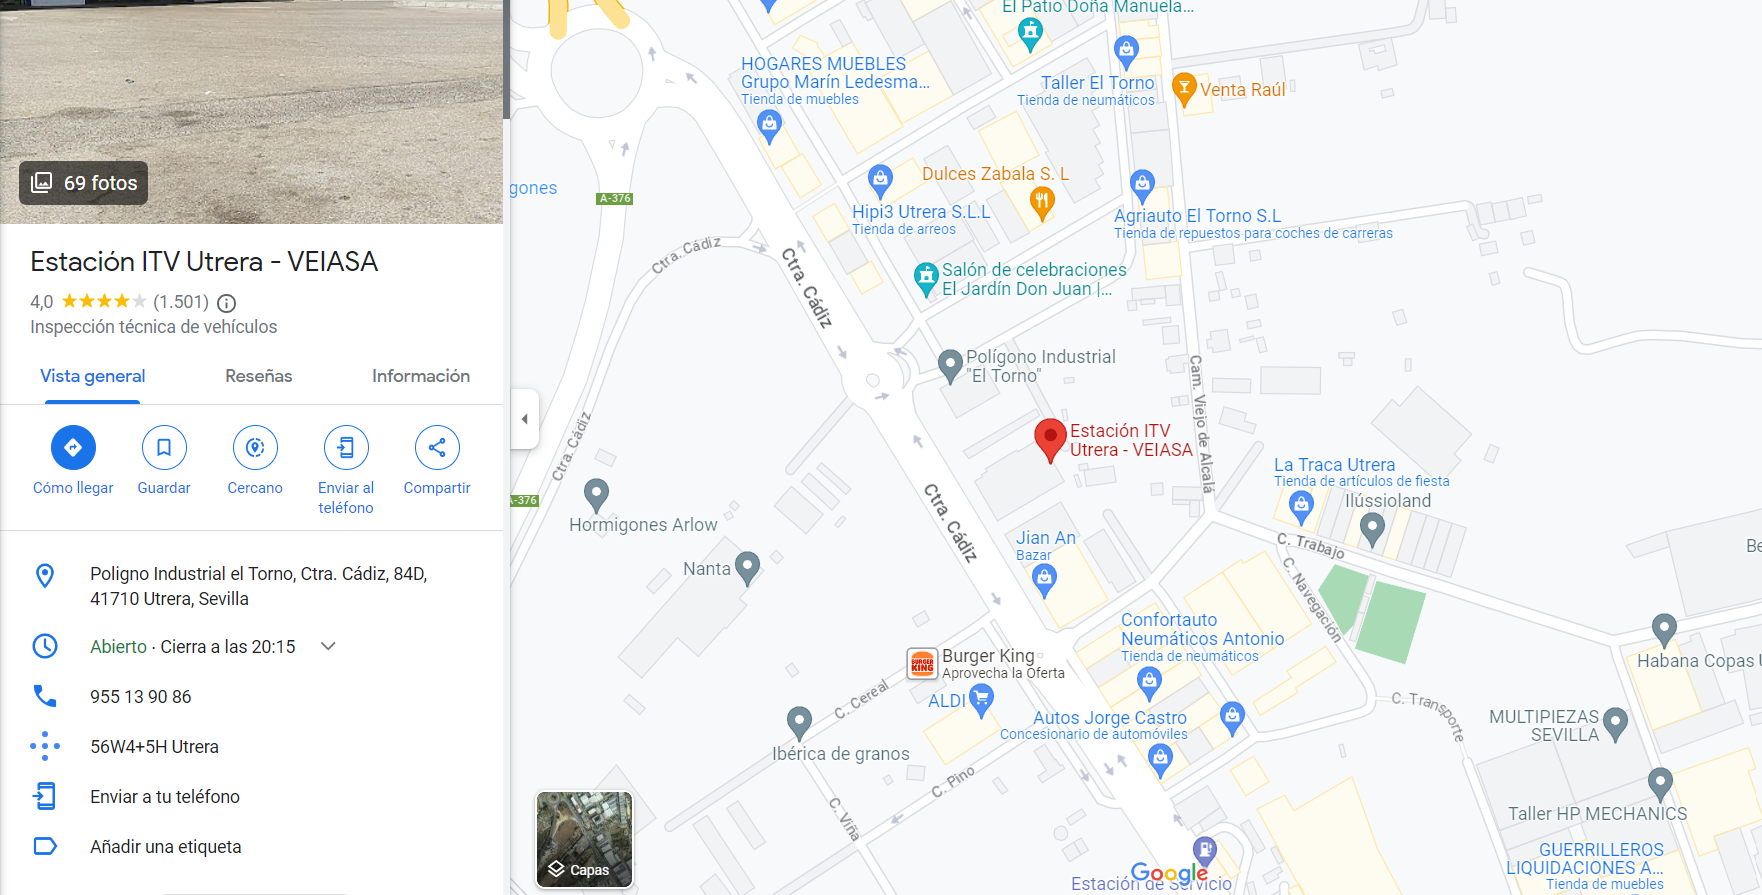 69 fotos
Estación ITV Utrera - VEIASA
4,0 (1.501)
Inspección técnica de vehículos
Vista general
Reseñas
Información
Cómo llegar
Guardar
Cercano
Enviar al
teléfono
Compartir
Poligno Industrial el Torno, Ctra. Cádiz, 84D,
41710 Utrera, Sevilla
Abierto · Cierra a las 20:15
955 13 90 86
56W4+5H Utrera
Enviar a tu teléfono
Añadir una etiqueta
El Patio Doña Manuela...
HOGARES MUEBLES
Grupo Marín Ledesma...
Tienda de muebles
Taller El Torno
Tienda de neumáticos
Venta Raúl
gones
A-376
Dulces Zabala S. L
Hipi3 Utrera S.L.L
Tienda de arreos
Agriauto El Torno S.L
Tienda de repuestos para coches de carreras
Ctra. Cádiz
Ctra. Cádiz
Salón de celebraciones
El Jardín Don Juan |...
Polígono Industrial
"El Torno"
Cam. Viejo de Alcalá
Ctra. Cádiz
Estación ITV
Utrera - VEIASA
La Traca Utrera
Tienda de artículos de fiesta
Ilússioland
A-376
Hormigones Arlow
Ctra. Cádiz
Jian An
Bazar
C. Trabajo
Be
Nanta
C. Navegación
Confortauto
Neumáticos Antonio
Tienda de neumáticos
Burger King
Aprovecha la Oferta
BURGER
KING
Habana Copas U
C. Cereal
ALDI
C. Transporte
Autos Jorge Castro
Concesionario de automóviles
MULTIPIEZAS
SEVILLA
Ibérica de granos
C. Pino
C. Viña
Taller HP MECHANICS
GUERRILLEROS
LIQUIDACIONES A...
Tienda de muebles
Capas
Google
Estación de Servicio